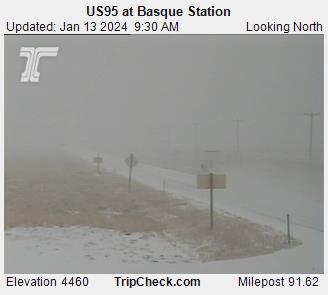 US95 at Basque Station
Updated: Jan 13 2024 9:30 AM Looking North
Elevation 4460 TripCheck.com Milepost 91.62